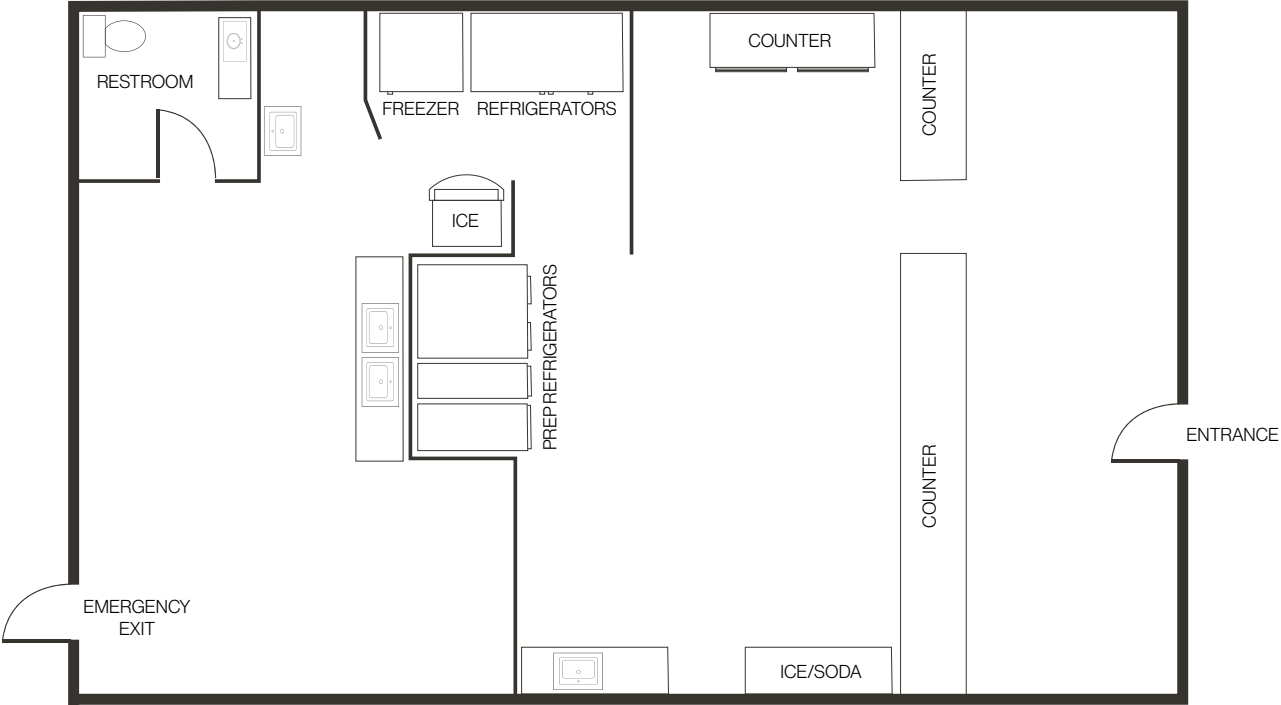 RESTROOM
FREEZER
REFRIGERATORS
COUNTER
COUNTER
ICE
PREP REFRIGERATORS
COUNTER
ENTRANCE
EMERGENCY
EXIT
ICE/SODA